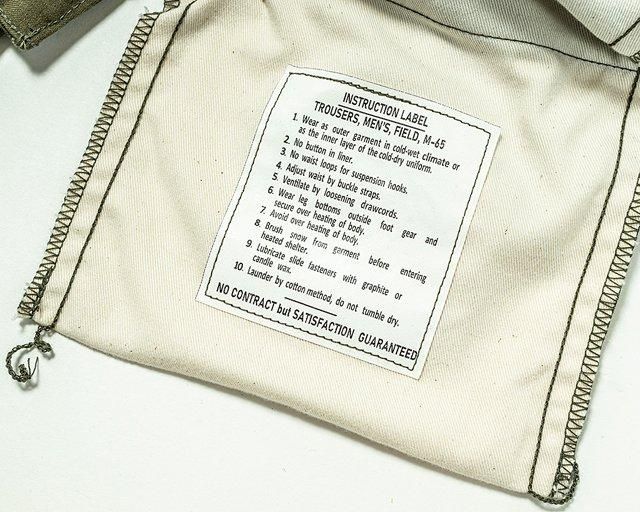 INSTRUCTION LABEL
TROUSERS, MEN'S, FIELD, M-65
1. Wear as outer garment in cold-wet climate or
as the inner layer of the cold-dry uniform.
2. No button in liner.
3. No waist loops for suspension hooks.
4. Adjust waist by buckle straps.
5. Ventilate by loosening drawcords.
6. Wear leg bottoms outside foot gear and
secure over heating of body.
7. Avoid over heating of body.
8. Brush snow from garment before entering
heated shelter.
9. Lubricate slide fasteners with graphite or
candle wax.
10. Launder by cotton method, do not tumble dry.
NO CONTRACT but SATISFACTION GUARANTEED